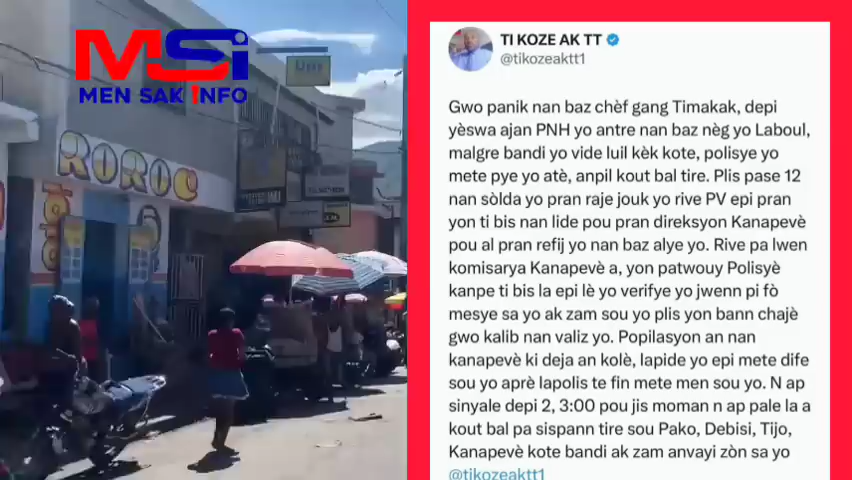 MSi
MEN SAK INFO
ROROC
TI KOZE AK TT
@tikozeaktt1
Gwo panik nan baz chèf gang Timakak, depi
yèswa ajan PNH yo antre nan baz nèg yo Laboul,
malgre bandi yo vide luil kèk kote, polisye yo
mete pye yo atè, anpil kout bal tire. Plis pase 12
nan sòlda yo pran raje jouk yo rive PV epi pran
yon ti bis nan lide pou pran direksyon Kanapevè
pou al pran refij yo nan baz alye yo. Rive pa lwen
komisarya Kanapevè a, yon patwouy Polisyè
kanpe ti bis la epi lè yo verifye yo jwenn pi fò
mesye sa yo ak zam sou yo plis yon bann chajè
gwo kalib nan valiz yo. Popilasyon an nan
kanapevè ki deja an kolè, lapide yo epi mete dife
sou yo aprè lapolis te fin mete men sou yo. N ap
sinyale depi 2, 3:00 pou jis moman n ap pale la a
kout bal pa sispann tire sou Pako, Debisi, Tijo,
Kanapevè kote bandi ak zam anvayi zòn sa yo
@tikozeaktt1